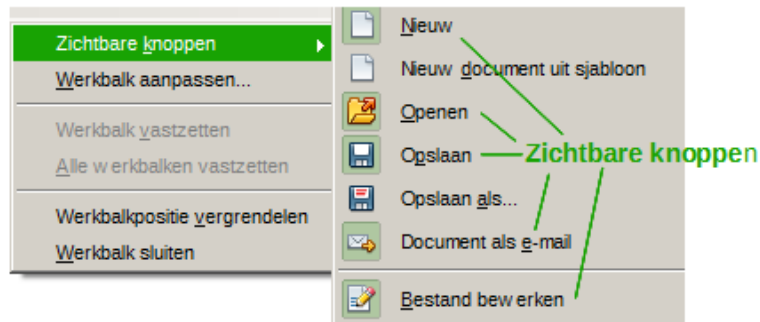 Zichtbare knoppen
Werkbalk aanpassen...
Werkbalk vastzetten
Alle werkbalken vastzetten
Werkbalkpositie vergrendelen
Werkbalk sluiten
Nieuw
Nieuw document uit sjabloon
Openen
Opslaan
Opslaan als...
Document als e-mail
Bestand bewerken
Zichtbare knoppen